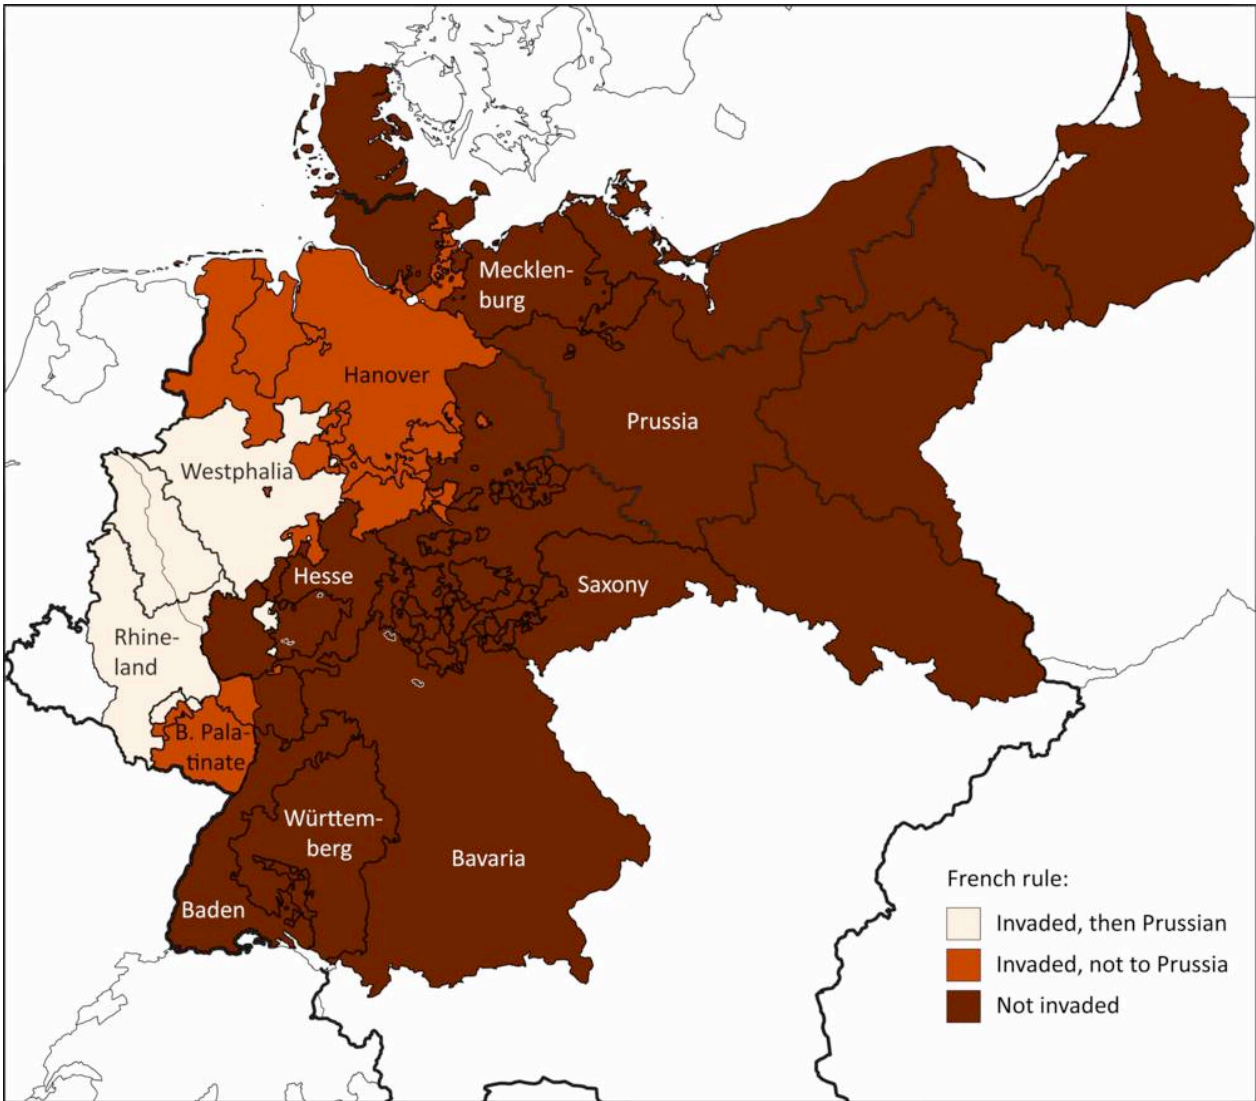 Mecklen-
burg
Hanover
Prussia
Westphalia
Hesse
Saxony
Rhine-
land
B. Pala-
tinate
Württem-
berg
Bavaria
Baden
French rule:
Invaded, then Prussian
Invaded, not to Prussia
Not invaded